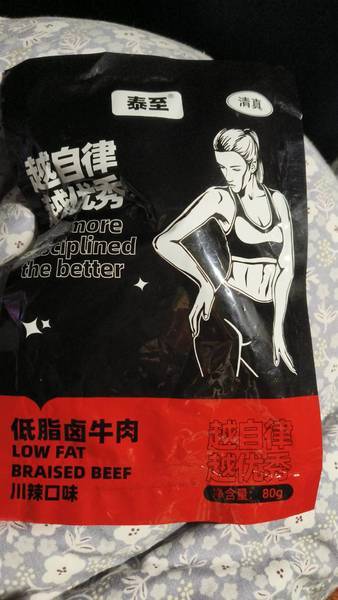 泰至
清真
越自律
越优秀
more
disciplined
the better
低脂卤牛肉
LOW FAT
BRAISED BEEF
川辣口味
越自律
越优秀
净含量: 80g